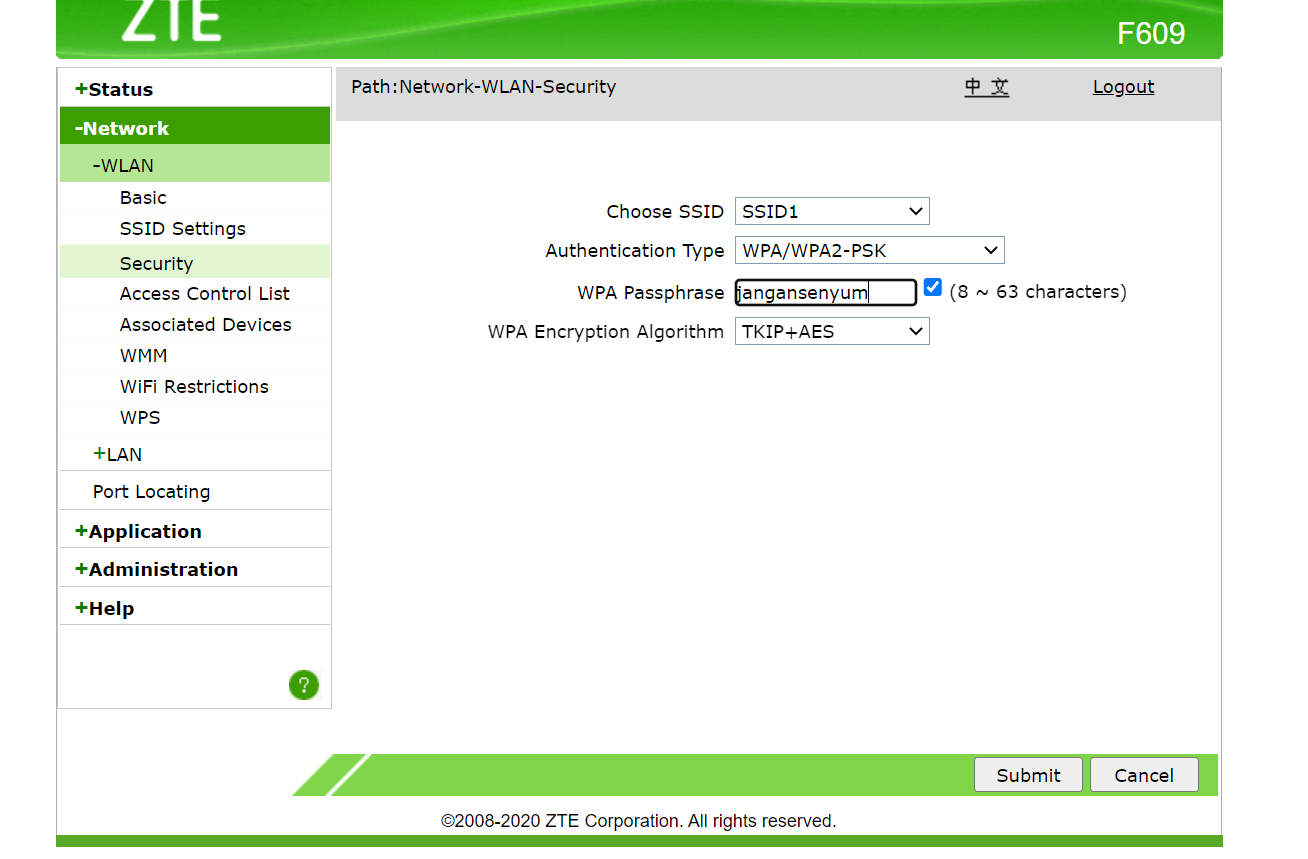 ZTE
F609
+Status
Path:Network-WLAN-Security
中 文
Logout
-Network
-WLAN
Basic
SSID Settings
Security
Access Control List
Associated Devices
WMM
WiFi Restrictions
WPS
+LAN
Port Locating
+Application
+Administration
+Help
?
Choose SSID SSID1
Authentication Type WPA/WPA2-PSK
WPA Passphrase jangansenyum (8 ~ 63 characters)
WPA Encryption Algorithm TKIP+AES
Submit Cancel
©2008-2020 ZTE Corporation. All rights reserved.